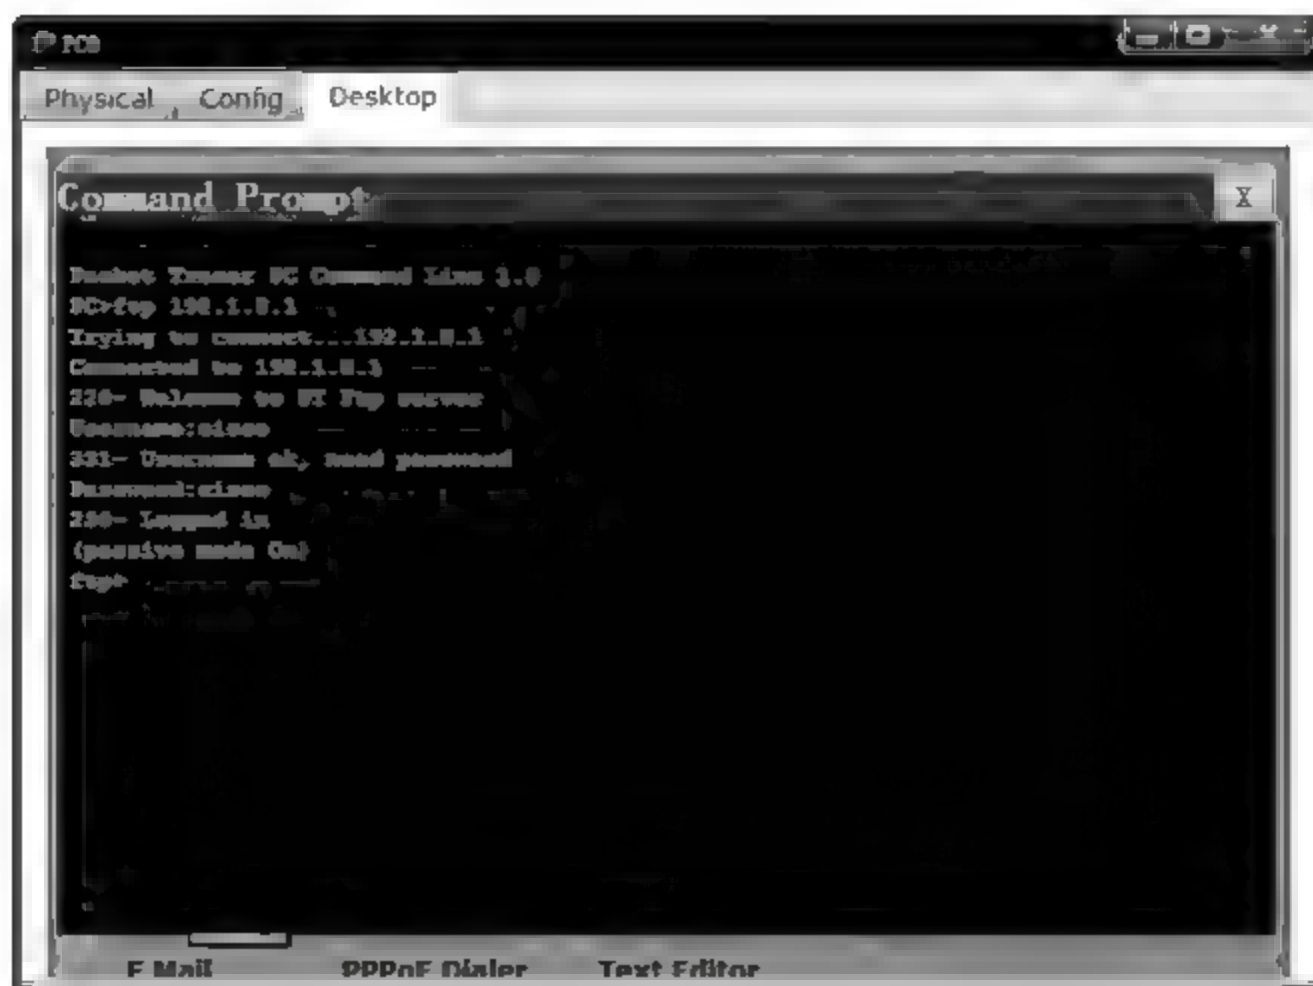 PC0
Physical Config Desktop
Command Prompt
X
Packet Tracer PC Command Line 1.0
PC>ftp 192.1.0.1
Trying to connect...192.1.0.1
Connected to 192.1.0.1
220- Welcome to PT Ftp server
Username:cisco
331- Username ok, need password
Password:cisco
230- Logged in
(passive mode On)
ftp>
E Mail PPPoE Dialer Text Editor